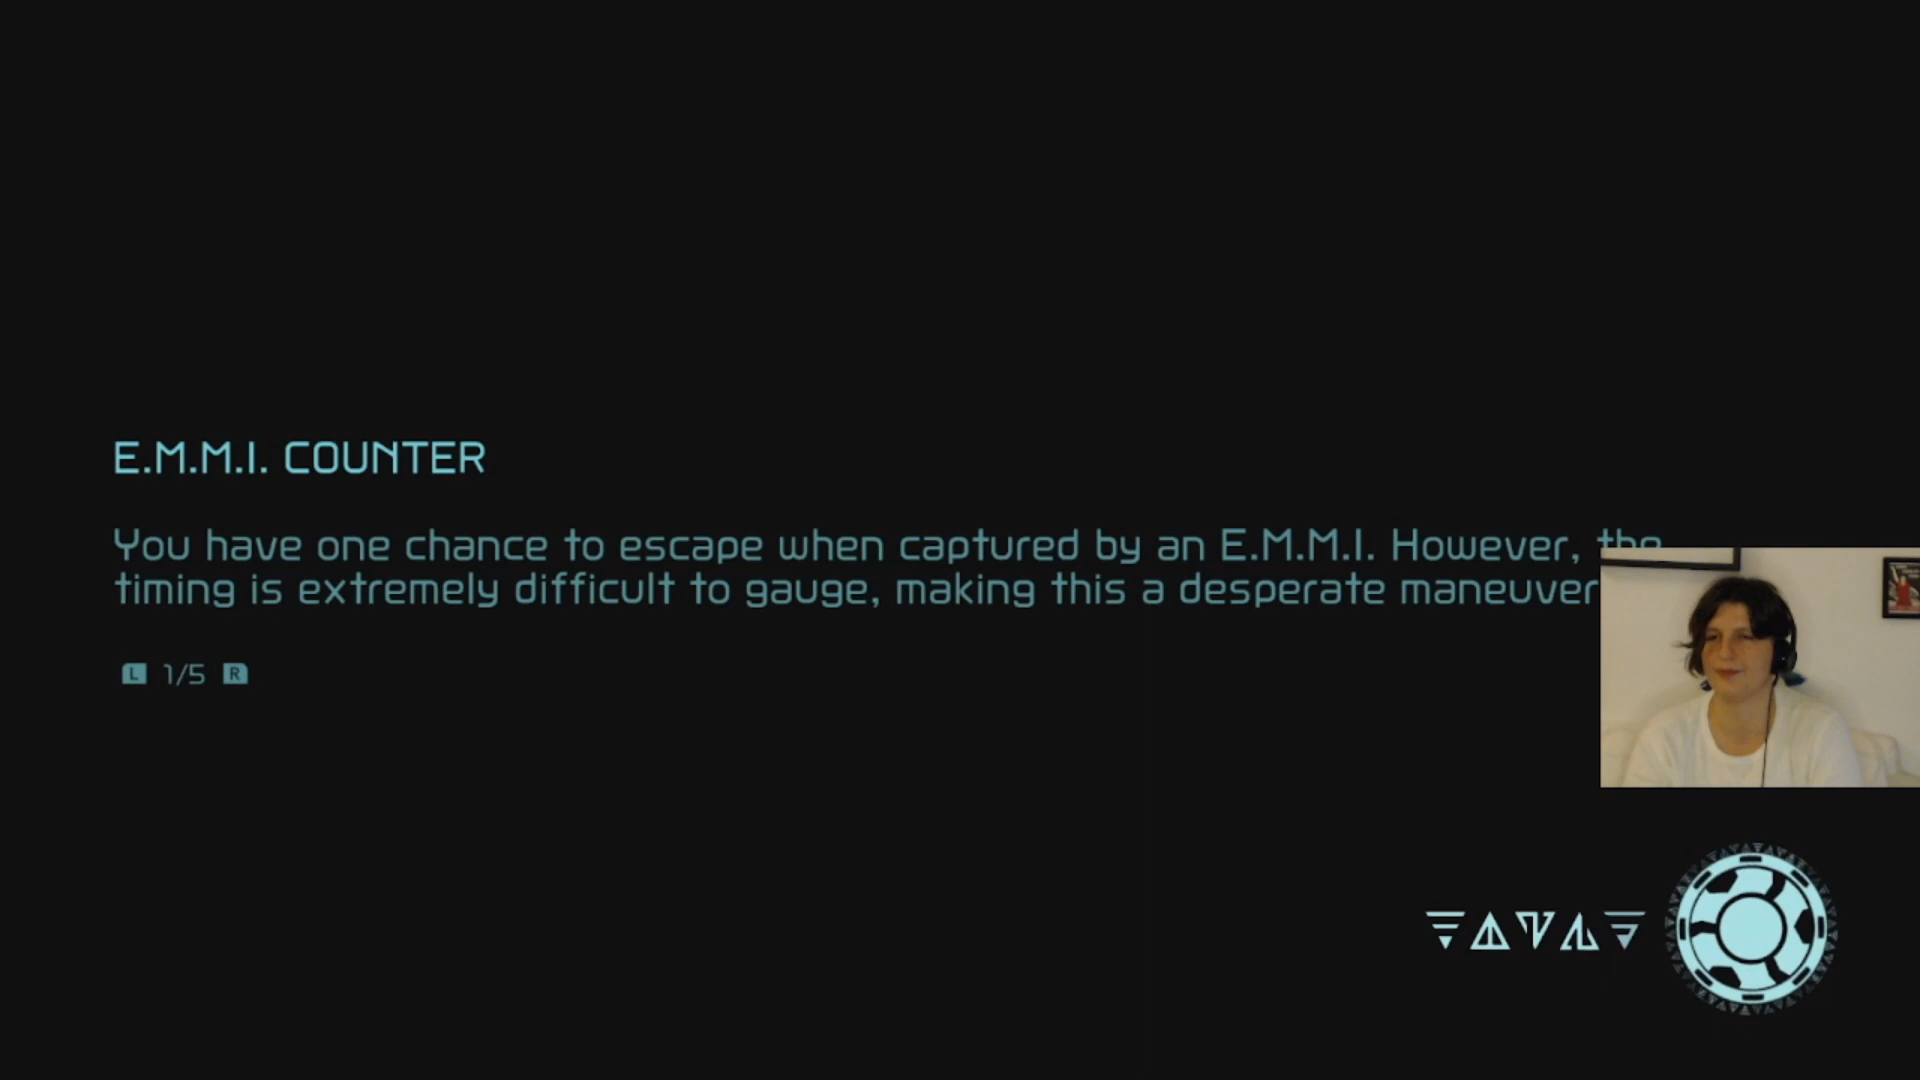 E.M.M.I. COUNTER
You have one chance to escape when captured by an E.M.M.I. However, the
timing is extremely difficult to gauge, making this a desperate maneuver
L 1/5 R